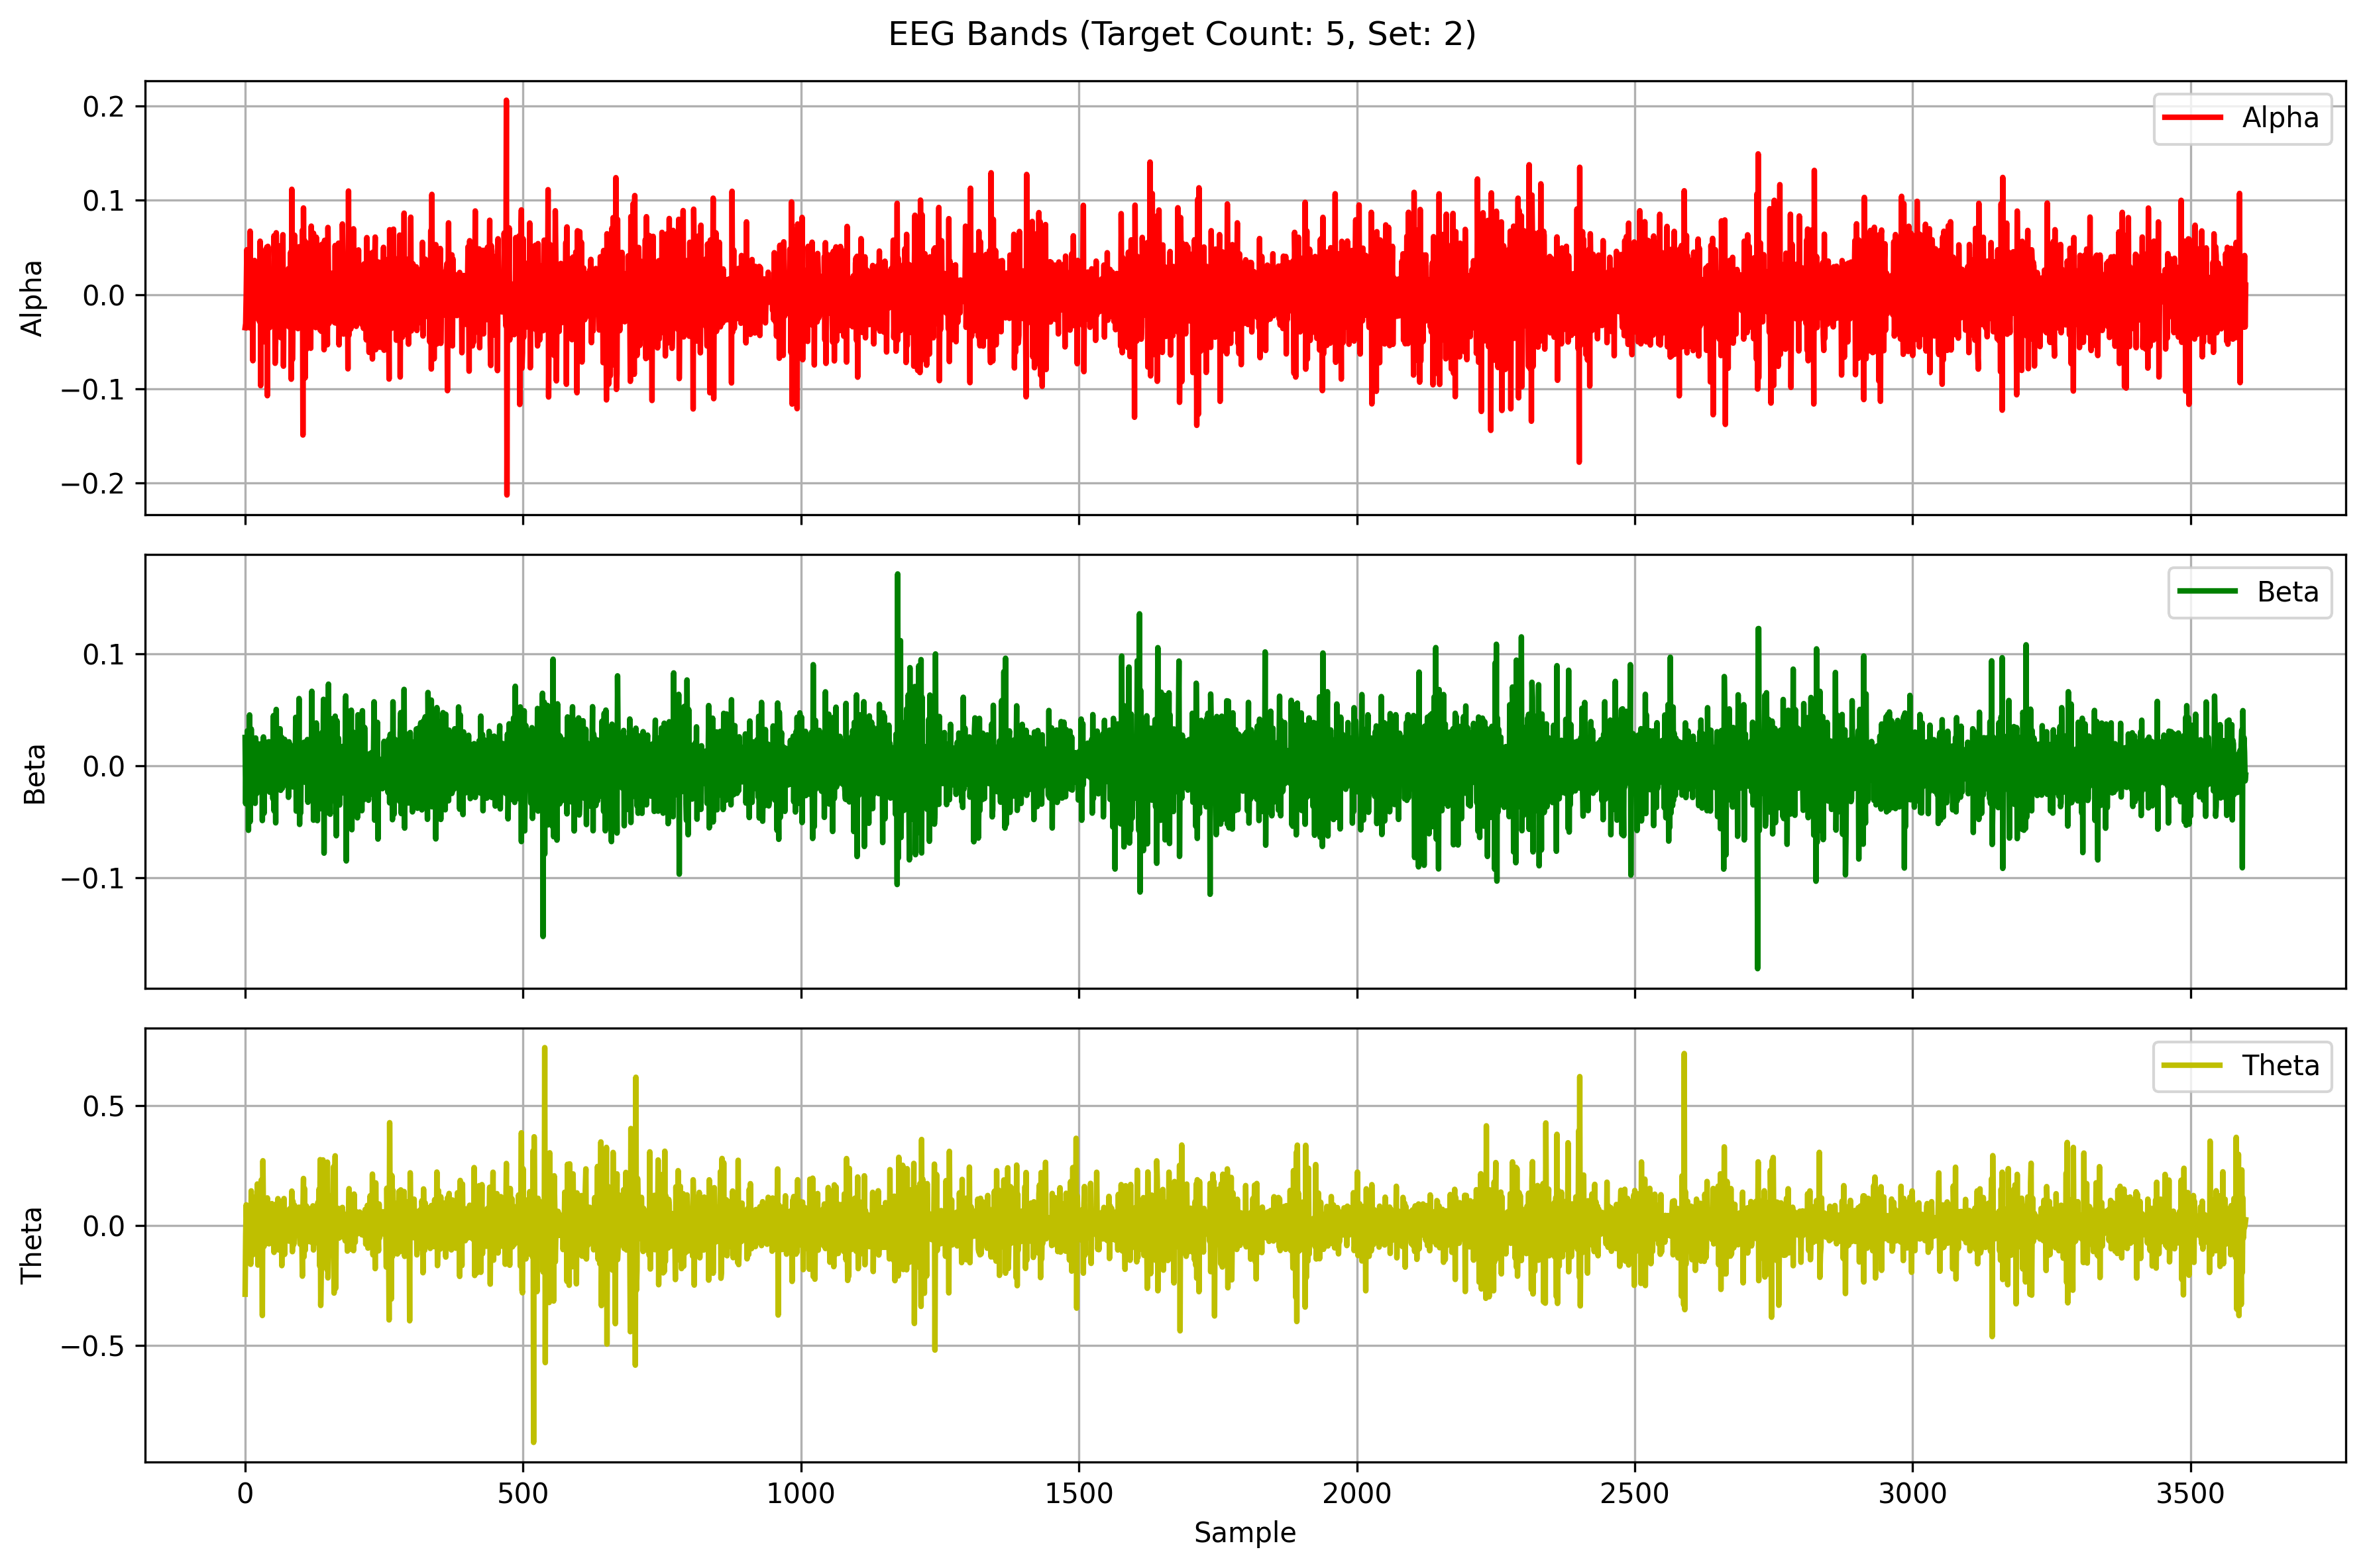 EEG Bands (Target Count: 5, Set: 2)
0.2
0.1
0.0
−0.1
−0.2
Alpha
Alpha
0.1
0.0
−0.1
Beta
Beta
0.5
0.0
−0.5
Theta
Theta
0 500 1000 1500 2000 2500 3000 3500
Sample